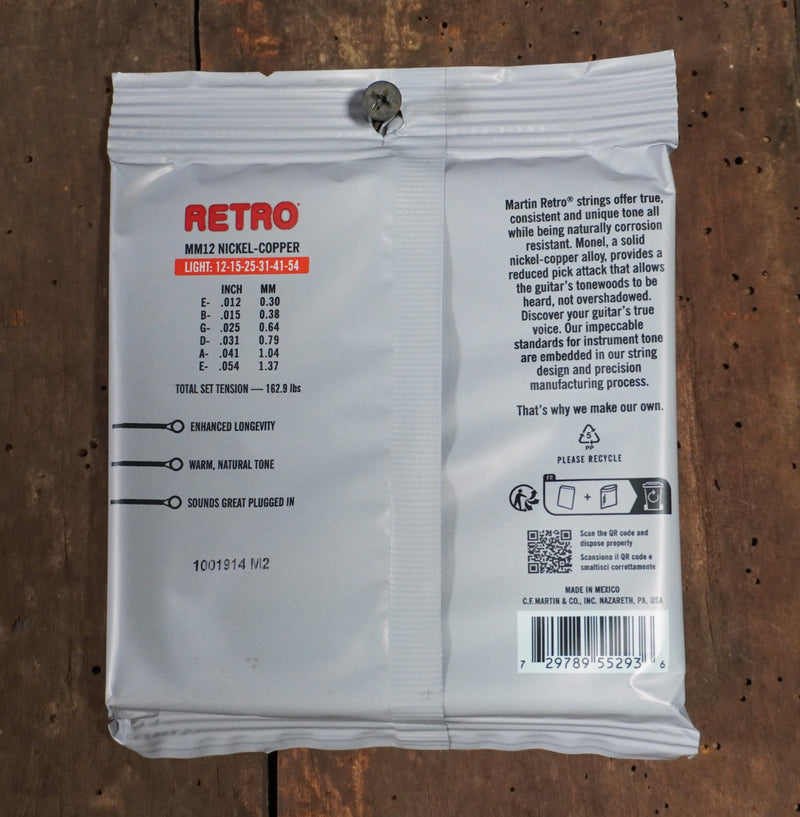 RETRO
MM12 NICKEL-COPPER
LIGHT: 12-15-25-31-41-54
INCH MM
E- .012 0.30
B- .015 0.38
G- .025 0.64
D- .031 0.79
A- .041 1.04
E- .054 1.37
TOTAL SET TENSION — 162.9 lbs
ENHANCED LONGEVITY
WARM, NATURAL TONE
SOUNDS GREAT PLUGGED IN
1001914 M2
Martin Retro® strings offer true,
consistent and unique tone all
while being naturally corrosion
resistant. Monel, a solid
nickel-copper alloy, provides a
reduced pick attack that allows
the guitar's tonewoods to be
heard, not overshadowed.
Discover your guitar's true
voice. Our impeccable
standards for instrument tone
are embedded in our string
design and precision
manufacturing process.
That's why we make our own.
5
PP
PLEASE RECYCLE
FR
+
Scan the QR code and
dispose properly
Scansiona il QR code e
smaltisci correttamente
MADE IN MEXICO
C.F. MARTIN & CO., INC. NAZARETH, PA, USA
7 29789 55293 6